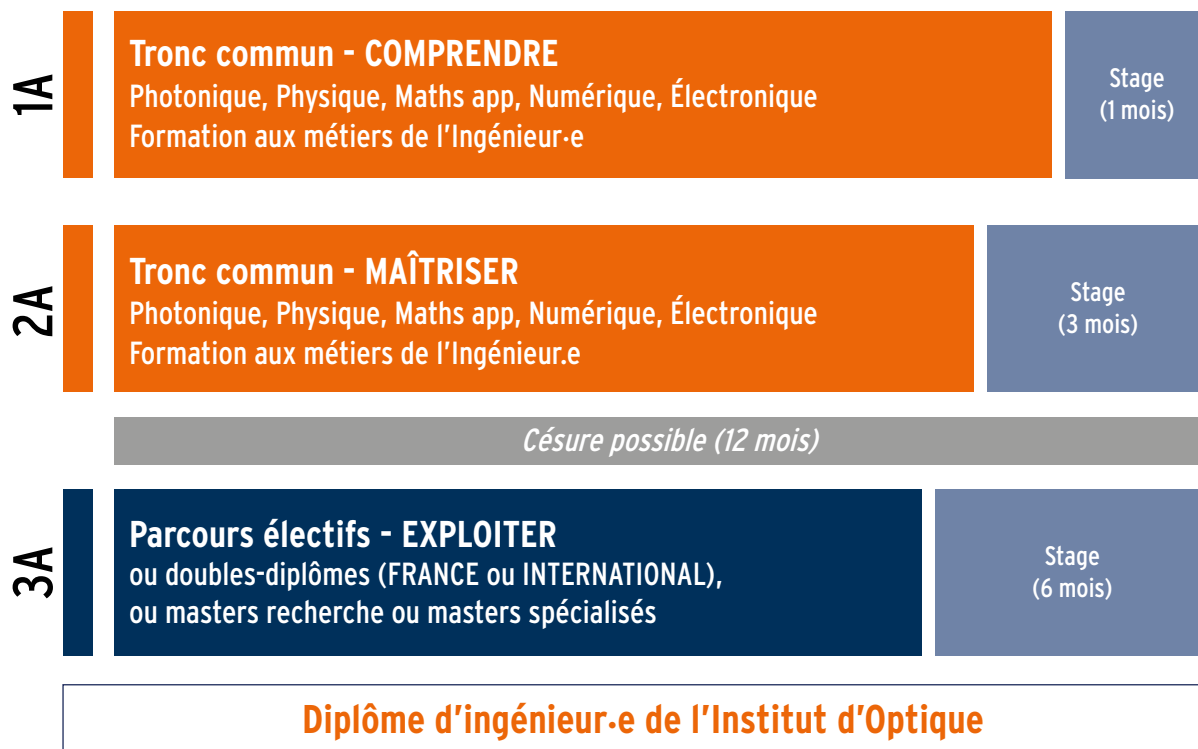 1A
Tronc commun - COMPRENDRE
Photonique, Physique, Maths app, Numérique, Électronique
Formation aux métiers de l'Ingénieur·e
Stage
(1 mois)
2A
Tronc commun - MAÎTRISER
Photonique, Physique, Maths app, Numérique, Électronique
Formation aux métiers de l'Ingénieur.e
Stage
(3 mois)
Césure possible (12 mois)
3A
Parcours électifs - EXPLOITER
ou doubles-diplômes (FRANCE ou INTERNATIONAL),
ou masters recherche ou masters spécialisés
Stage
(6 mois)
Diplôme d'ingénieur·e de l'Institut d'Optique